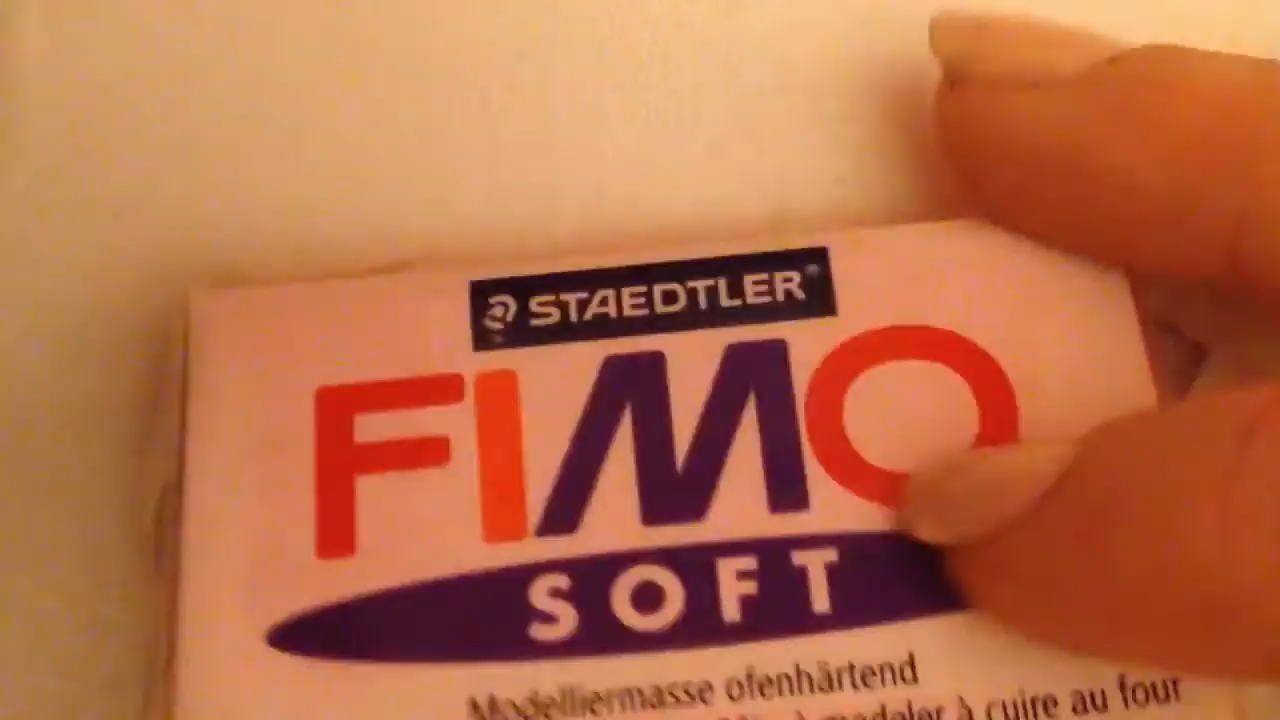 STAEDTLER®
FIMO
SOFT
Modelliermasse ofenhärtend
à modeler à cuire au four